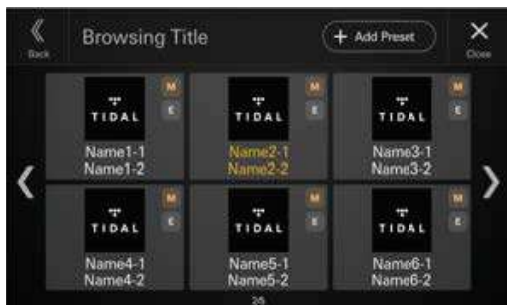 Back
Browsing Title
+ Add Preset
Close
TIDAL
M
E
Name1-1
Name1-2
TIDAL
M
E
Name2-1
Name2-2
TIDAL
M
E
Name3-1
Name3-2
TIDAL
M
E
Name4-1
Name4-2
TIDAL
M
E
Name5-1
Name5-2
TIDAL
M
E
Name6-1
Name6-2
2/5